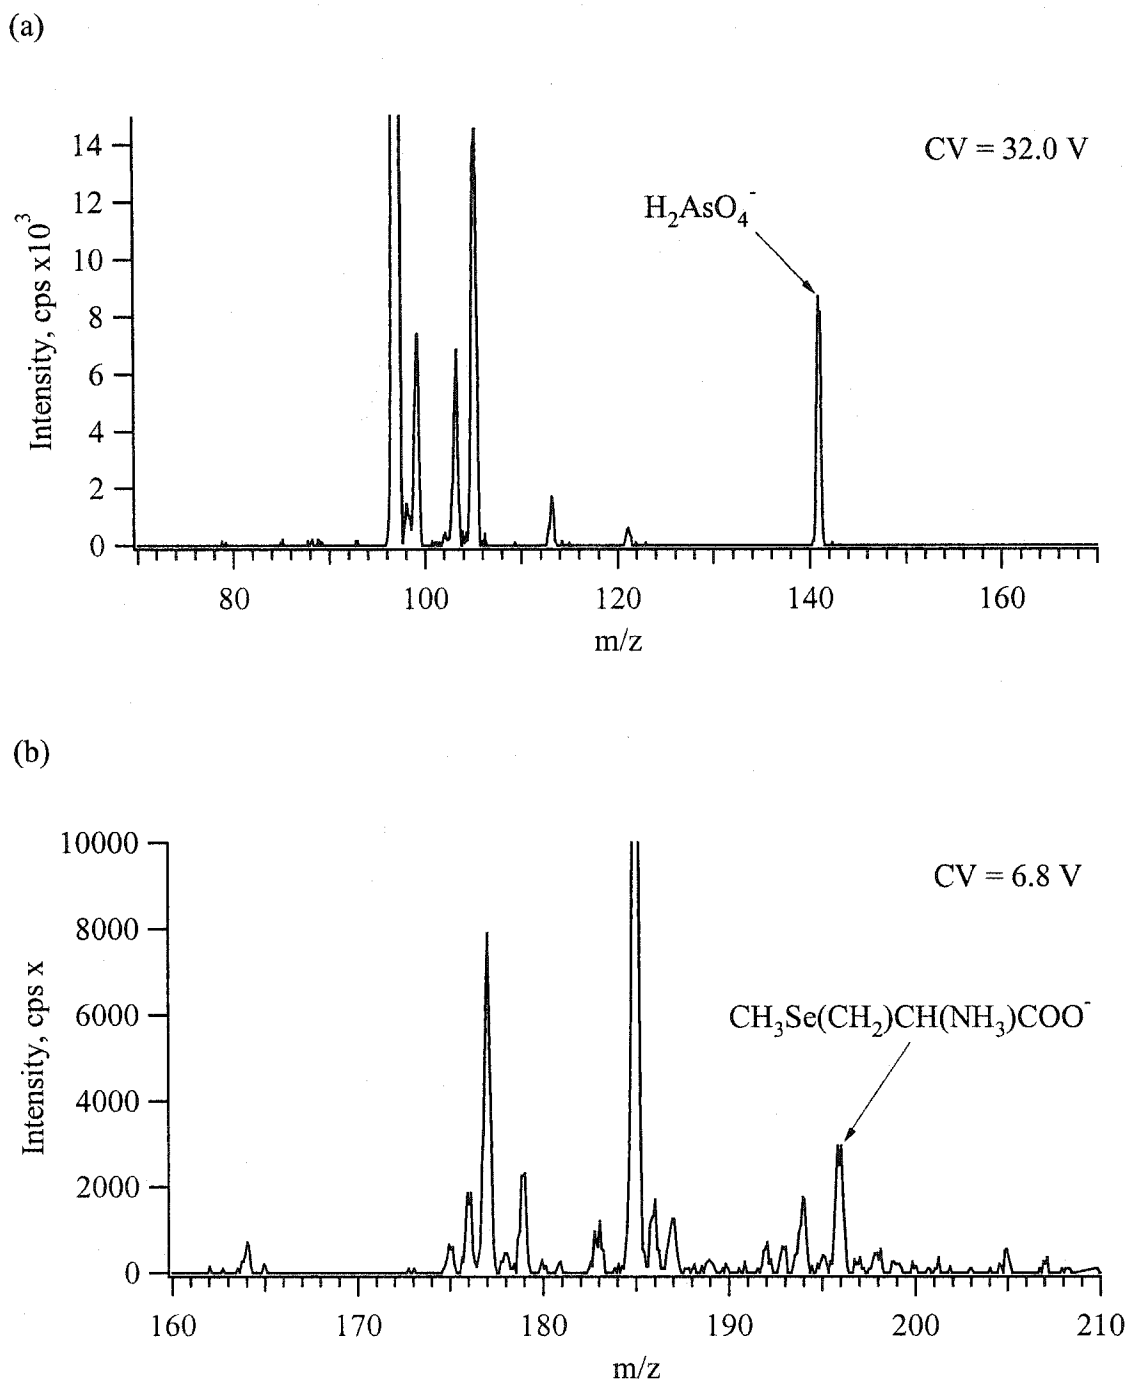 (a)
CV = 32.0 V
H₂AsO₄⁻
14
12
10
8
6
4
2
0
Intensity, cps x10³
80 100 120 140 160
m/z
(b)
CV = 6.8 V
CH₃Se(CH₂)CH(NH₃)COO⁻
10000
8000
6000
4000
2000
0
Intensity, cps x
160 170 180 190 200 210
m/z